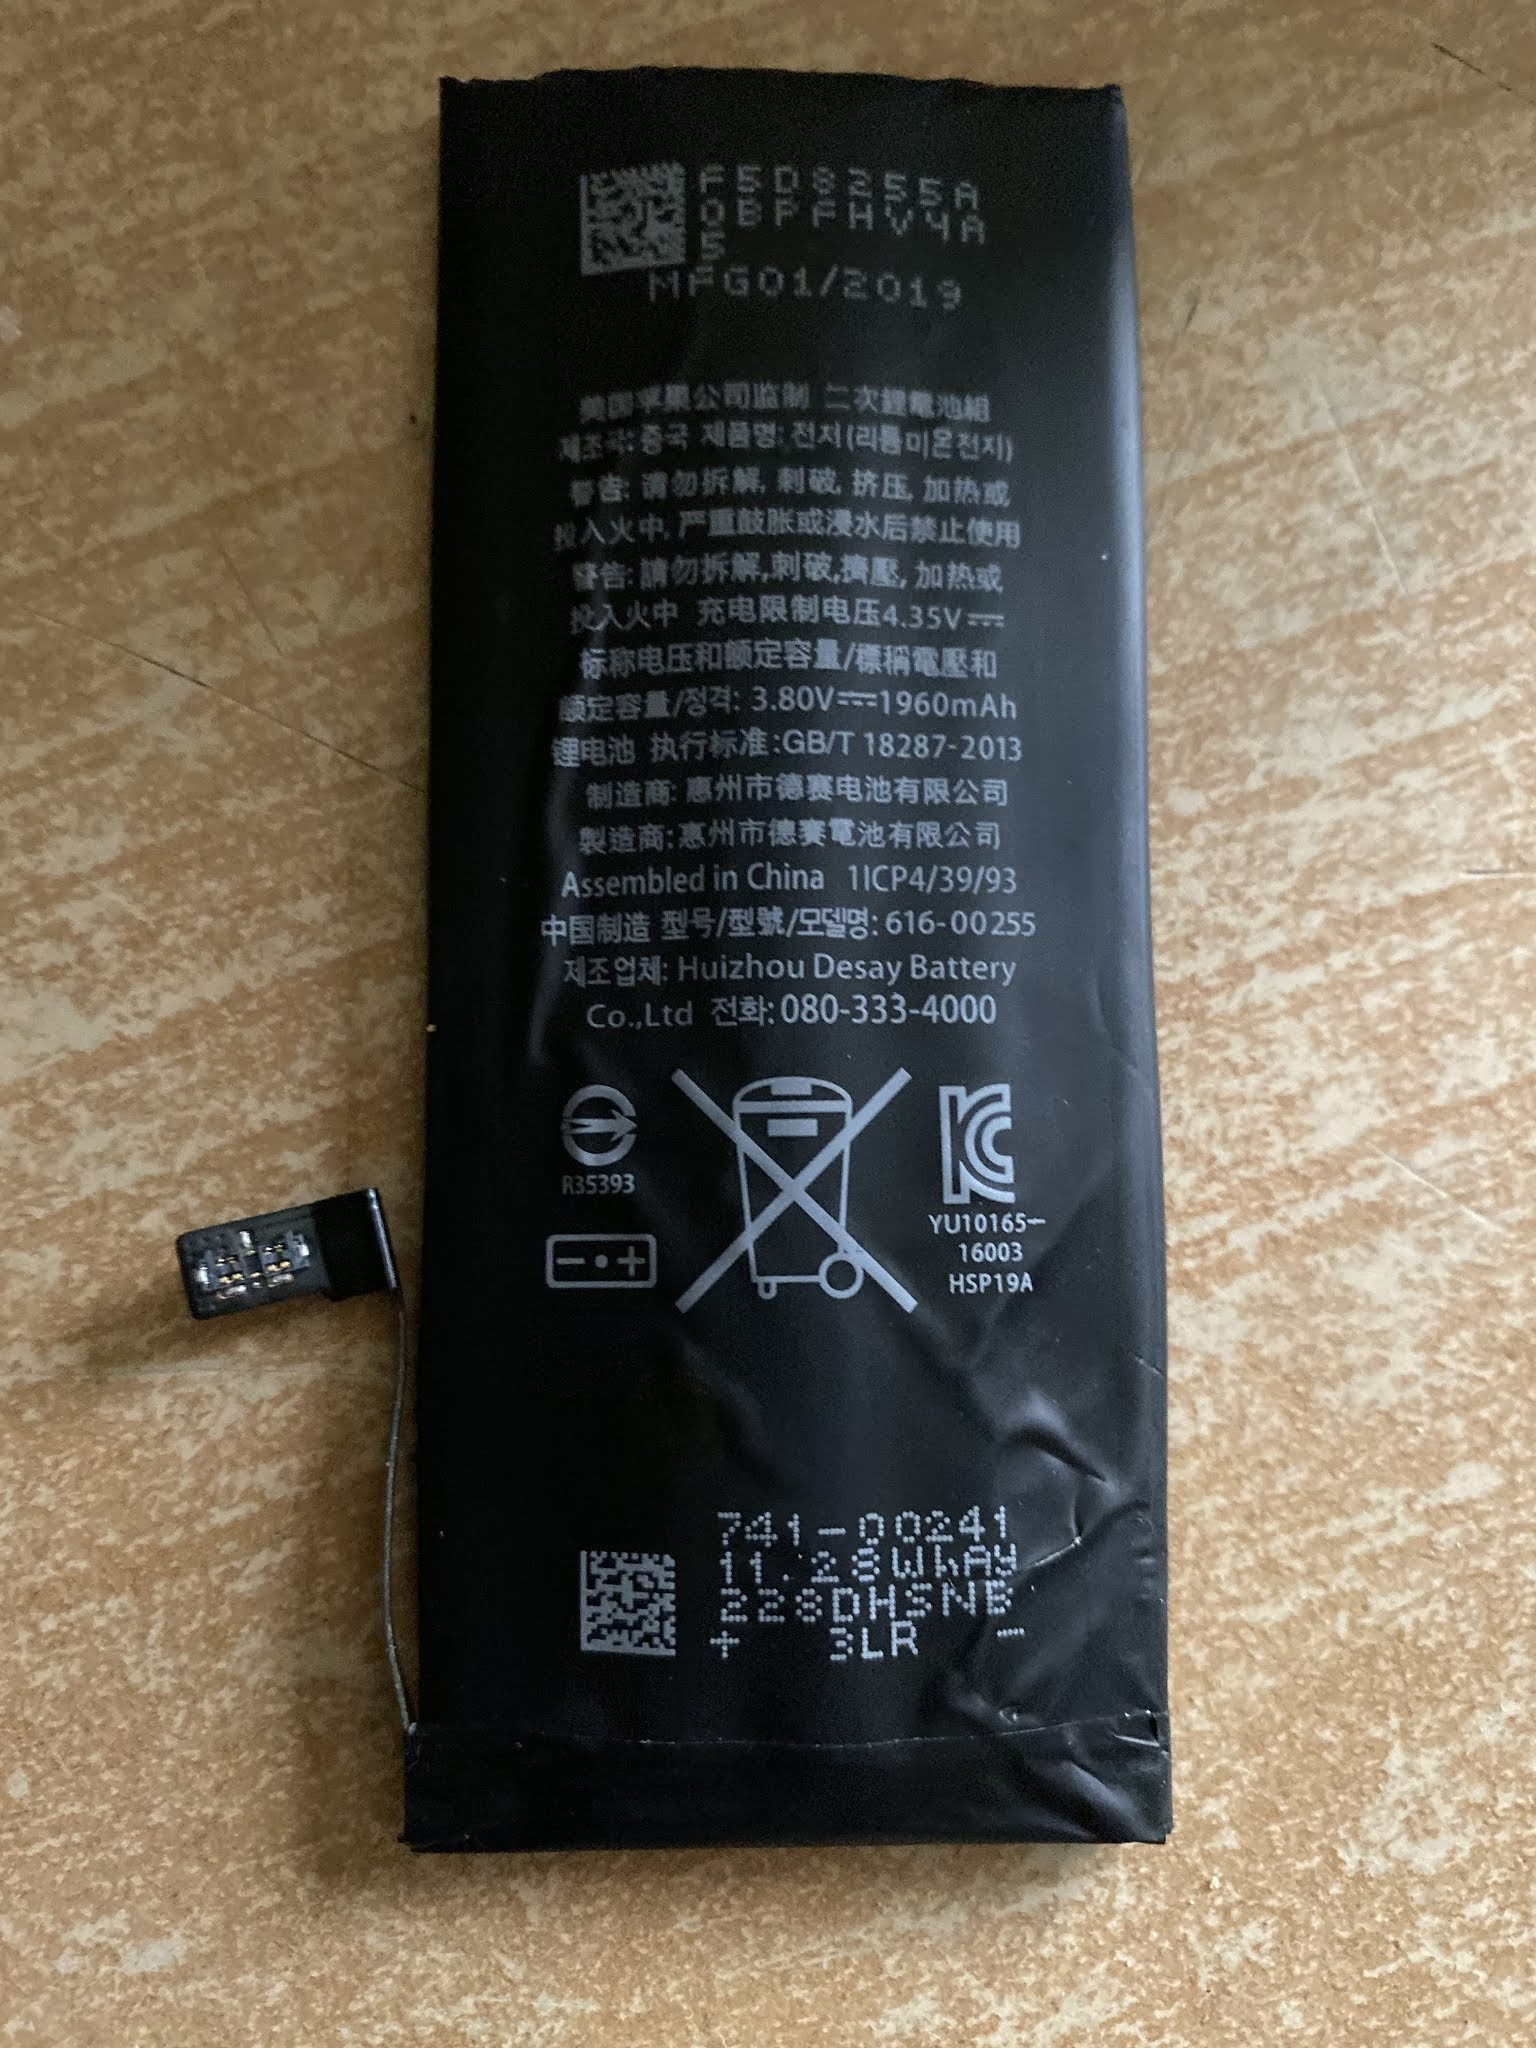 F5D8255A
0BPFHV4A
5
MFG01/2019
美国苹果公司监制 二次鋰電池組
제조국: 중국 제품명: 전지(리튬미온전지)
警告: 请勿拆解, 刺破, 挤压, 加热或
投入火中, 严重鼓胀或浸水后禁止使用
警告: 請勿拆解,刺破,擠壓, 加热或
投入火中 充电限制电压4.35V⎓
标称电压和额定容量/標稱電壓和
额定容量/정격: 3.80V⎓1960mAh
锂电池 执行标准:GB/T 18287-2013
制造商: 惠州市德赛电池有限公司
製造商:惠州市德賽電池有限公司
Assembled in China 1ICP4/39/93
中国制造 型号/型號/모델명: 616-00255
제조업체: Huizhou Desay Battery
Co.,Ltd 전화: 080-333-4000
R35393
YU10165-
16003
HSP19A
741-00241
11.28WhAY
228DHSNB
+ 3LR -